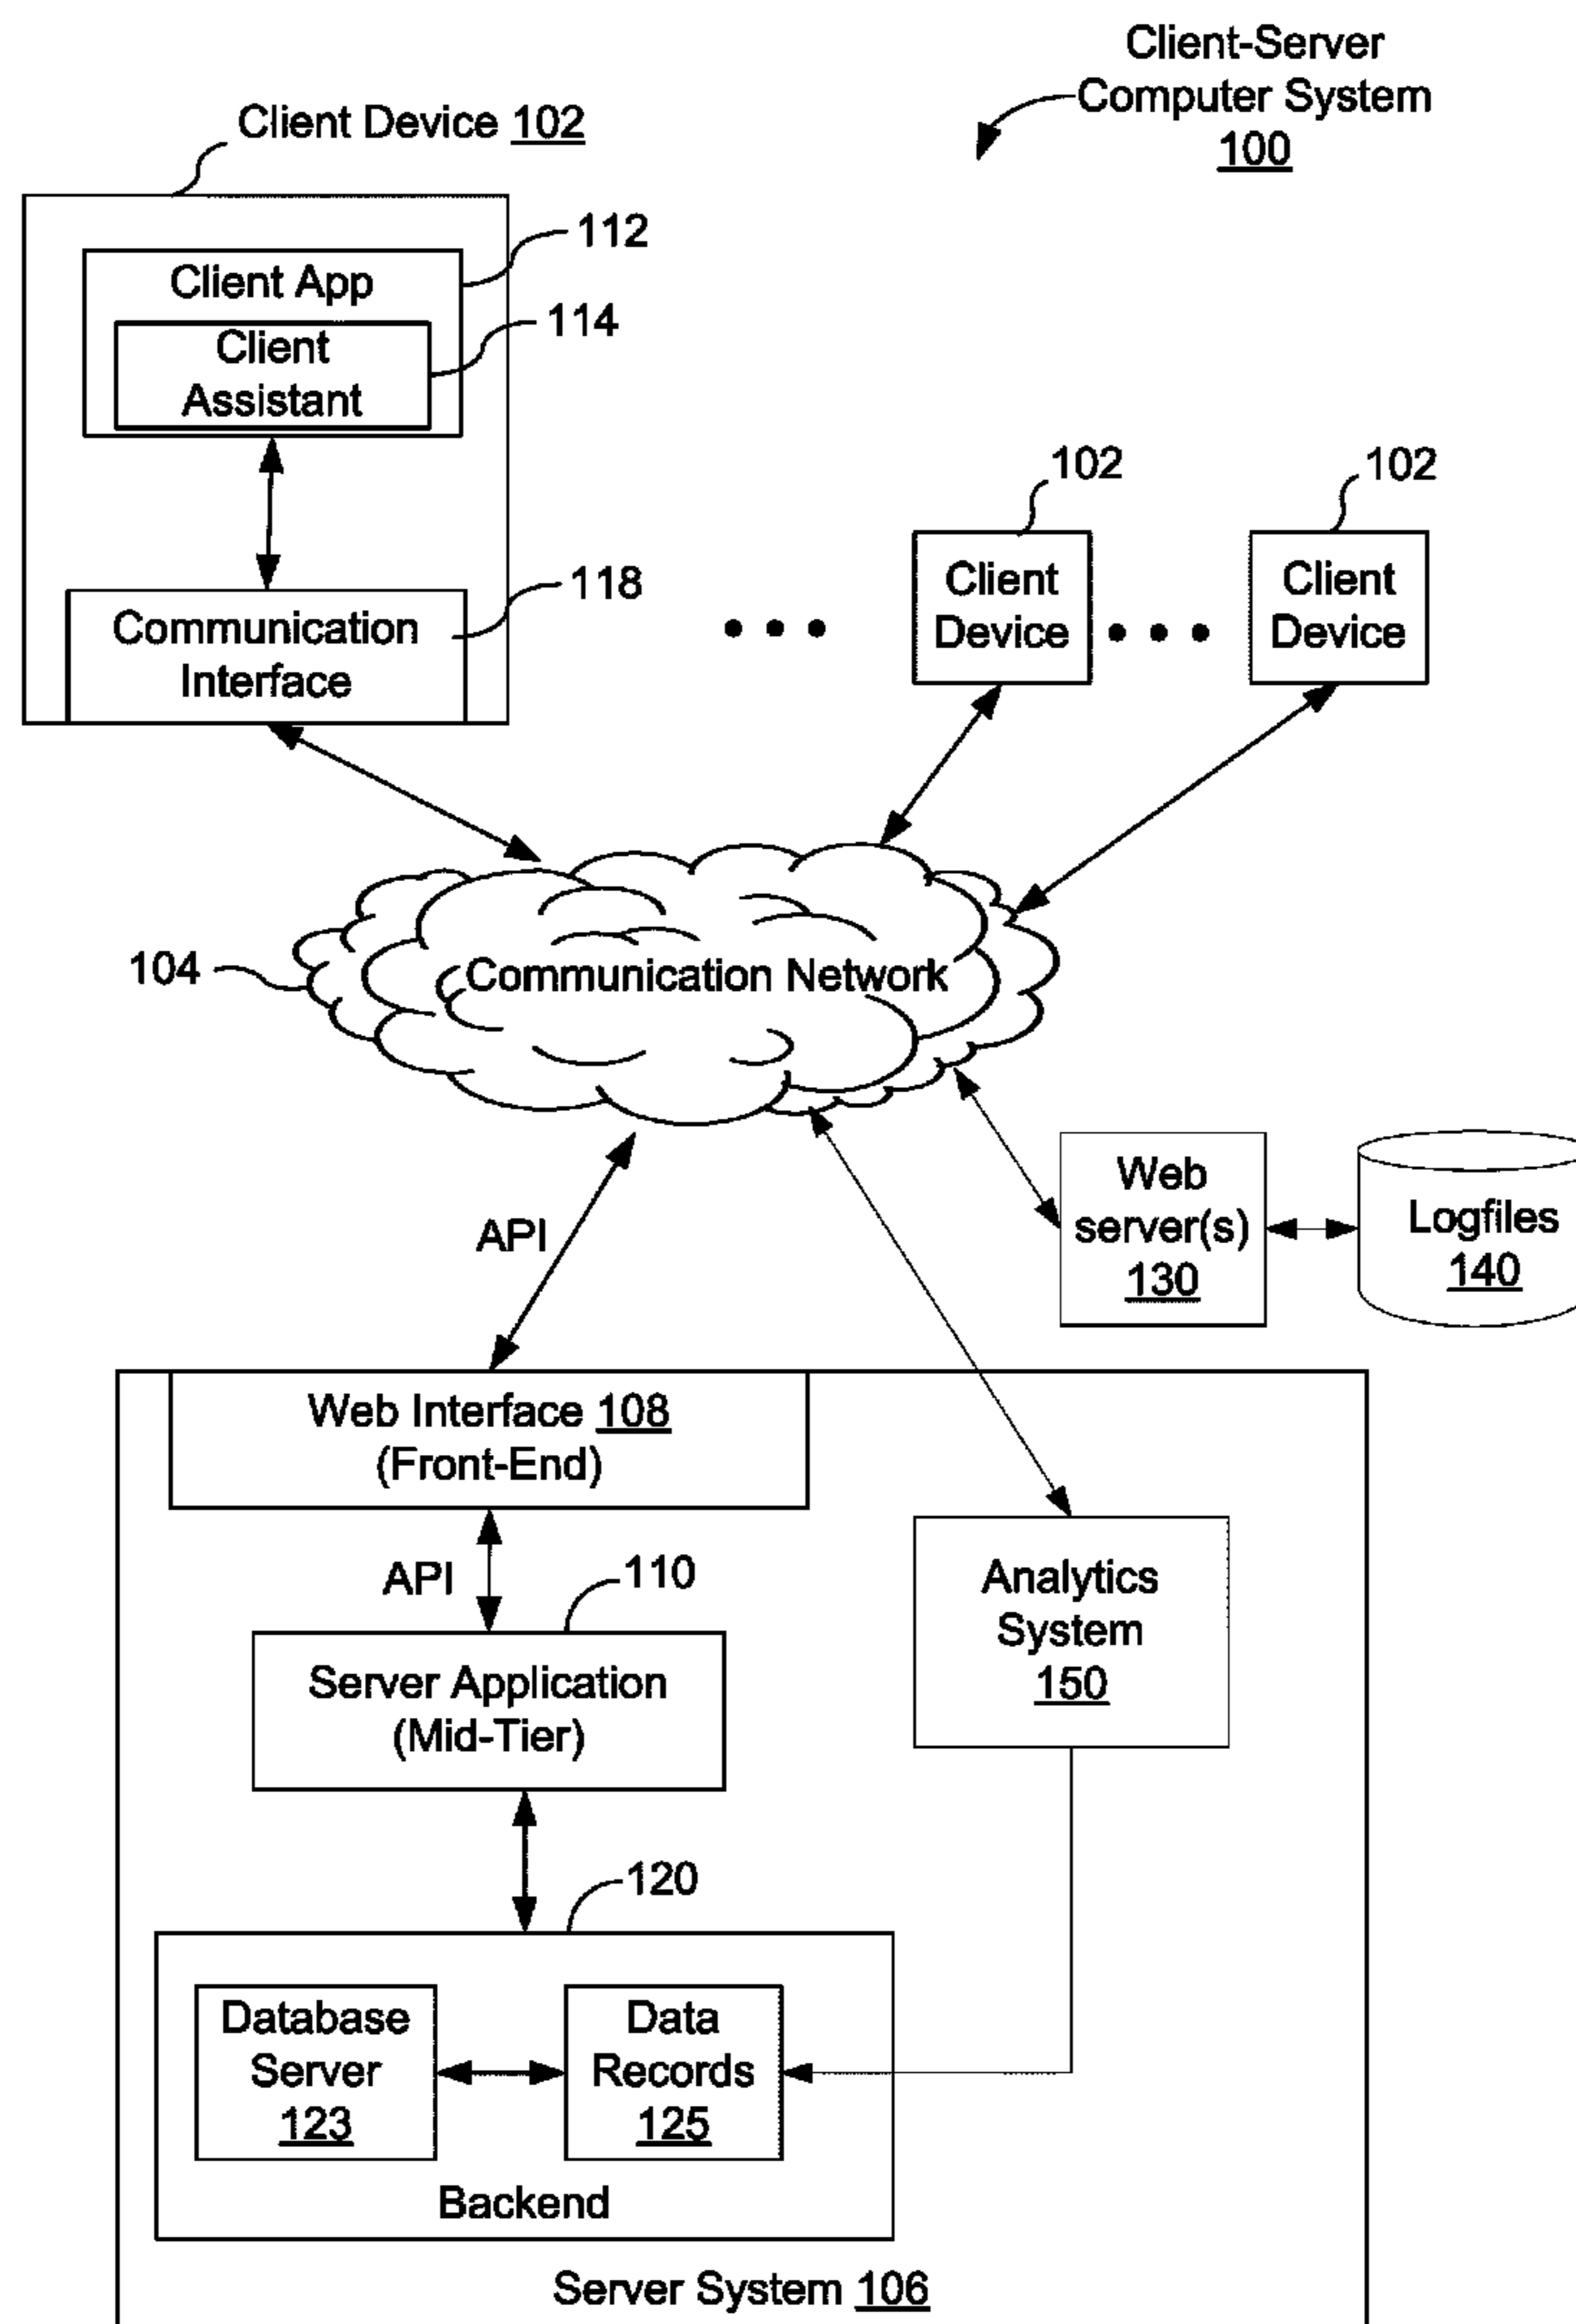 Client-Server
Computer System
100
Client Device 102
112
Client App
114
Client
Assistant
102
102
118
Client
Device
Client
Device
Communication
Interface
104
Communication Network
API
Web
server(s)
130
Logfiles
140
Web Interface 108
(Front-End)
API
110
Server Application
(Mid-Tier)
Analytics
System
150
120
Database
Server
123
Data
Records
125
Backend
Server System 106